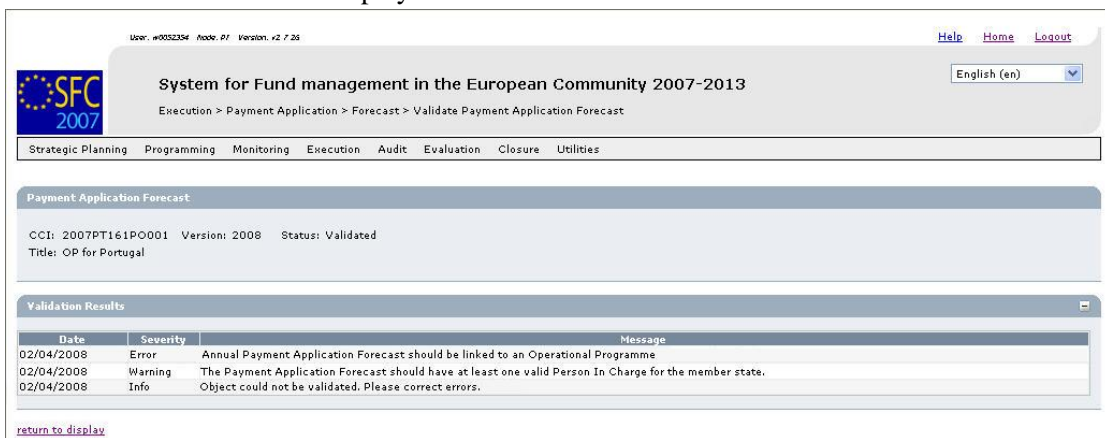 User. w0052354 Node. D1 Version. v2 7 26
Help Home Logout
English (en)
SFC
2007
System for Fund management in the European Community 2007-2013
Execution > Payment Application > Forecast > Validate Payment Application Forecast
Strategic Planning Programming Monitoring Execution Audit Evaluation Closure Utilities
Payment Application Forecast
CCI: 2007PT161PO001 Version: 2008 Status: Validated
Title: OP for Portugal
Validation Results
Date Severity Message
02/04/2008 Error Annual Payment Application Forecast should be linked to an Operational Programme
02/04/2008 Warning The Payment Application Forecast should have at least one valid Person In Charge for the member state.
02/04/2008 Info Object could not be validated. Please correct errors.
return to display